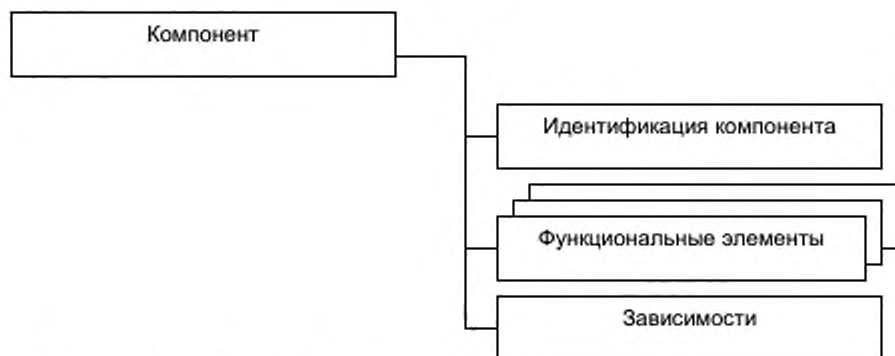 Компонент
Идентификация компонента
Функциональные элементы
Зависимости